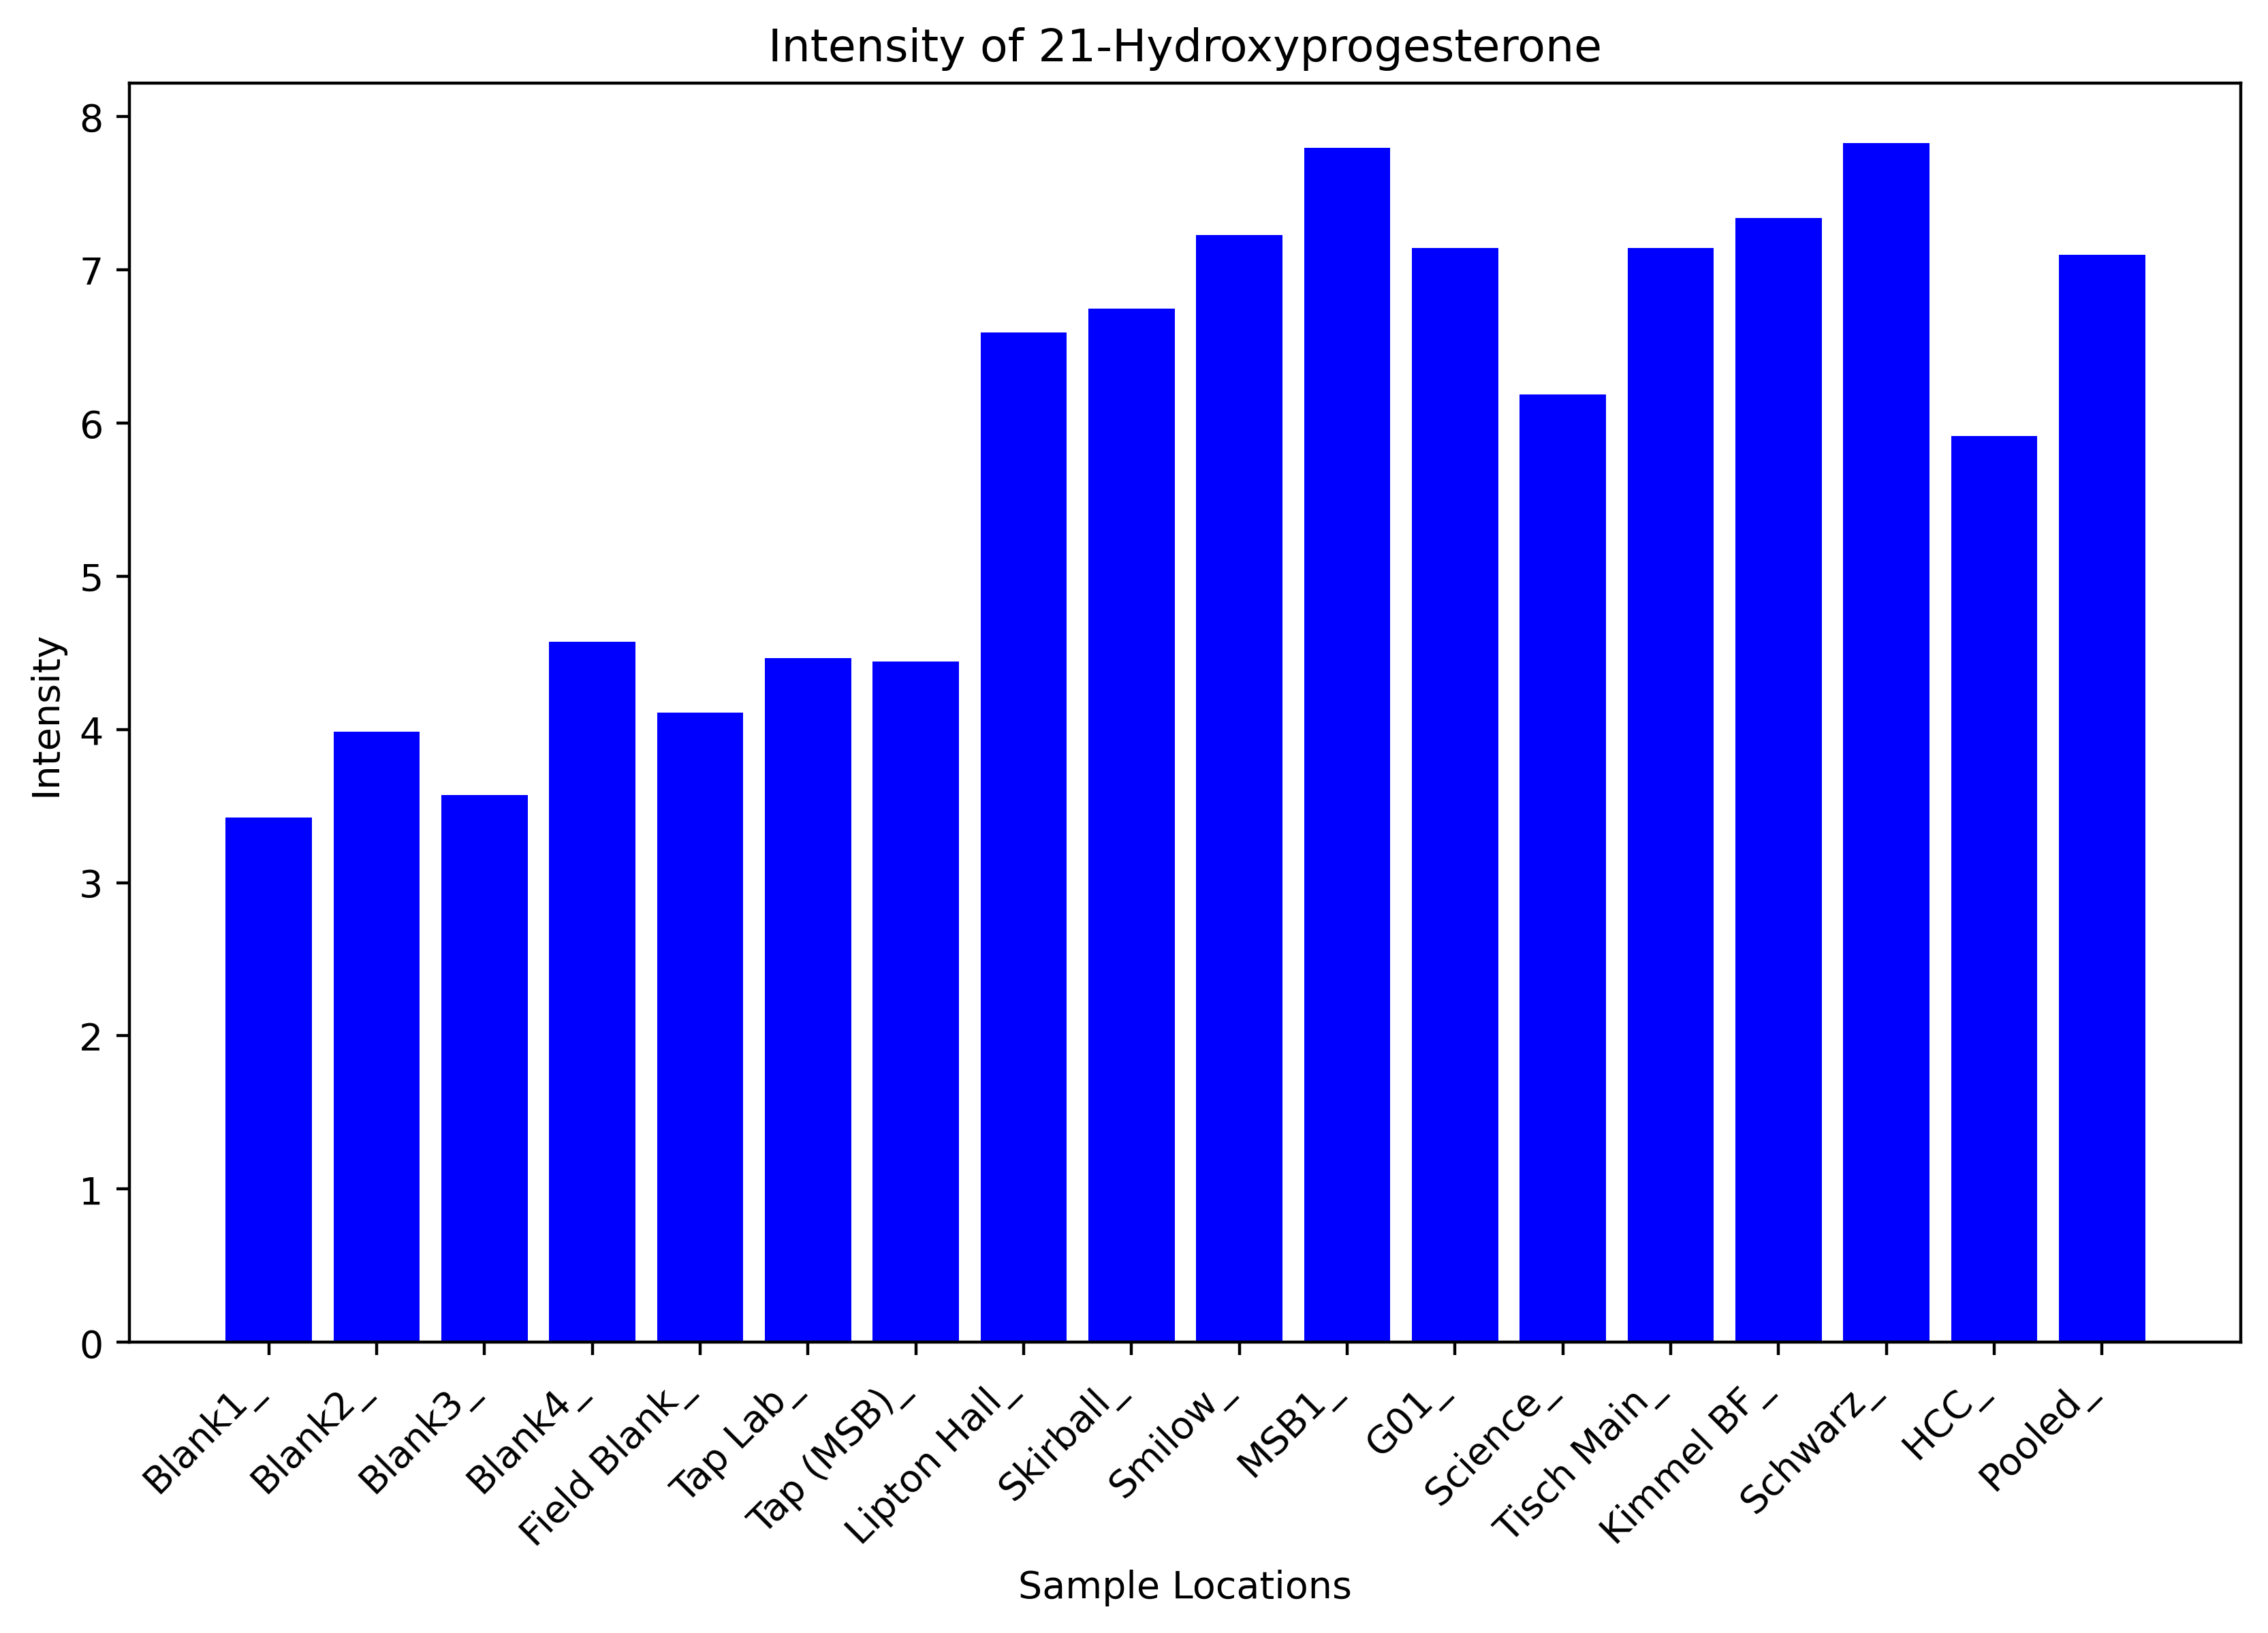 Intensity of 21-Hydroxyprogesterone
8
7
6
5
4
3
2
1
0
Intensity
Blank1_
Blank2_
Blank3_
Blank4_
Field Blank_
Tap Lab_
Tap (MSB)_
Lipton Hall_
Skirball_
Smilow_
MSB1_
G01_
Science_
Tisch Main_
Kimmel BF_
Schwarz_
HCC_
Pooled_
Sample Locations